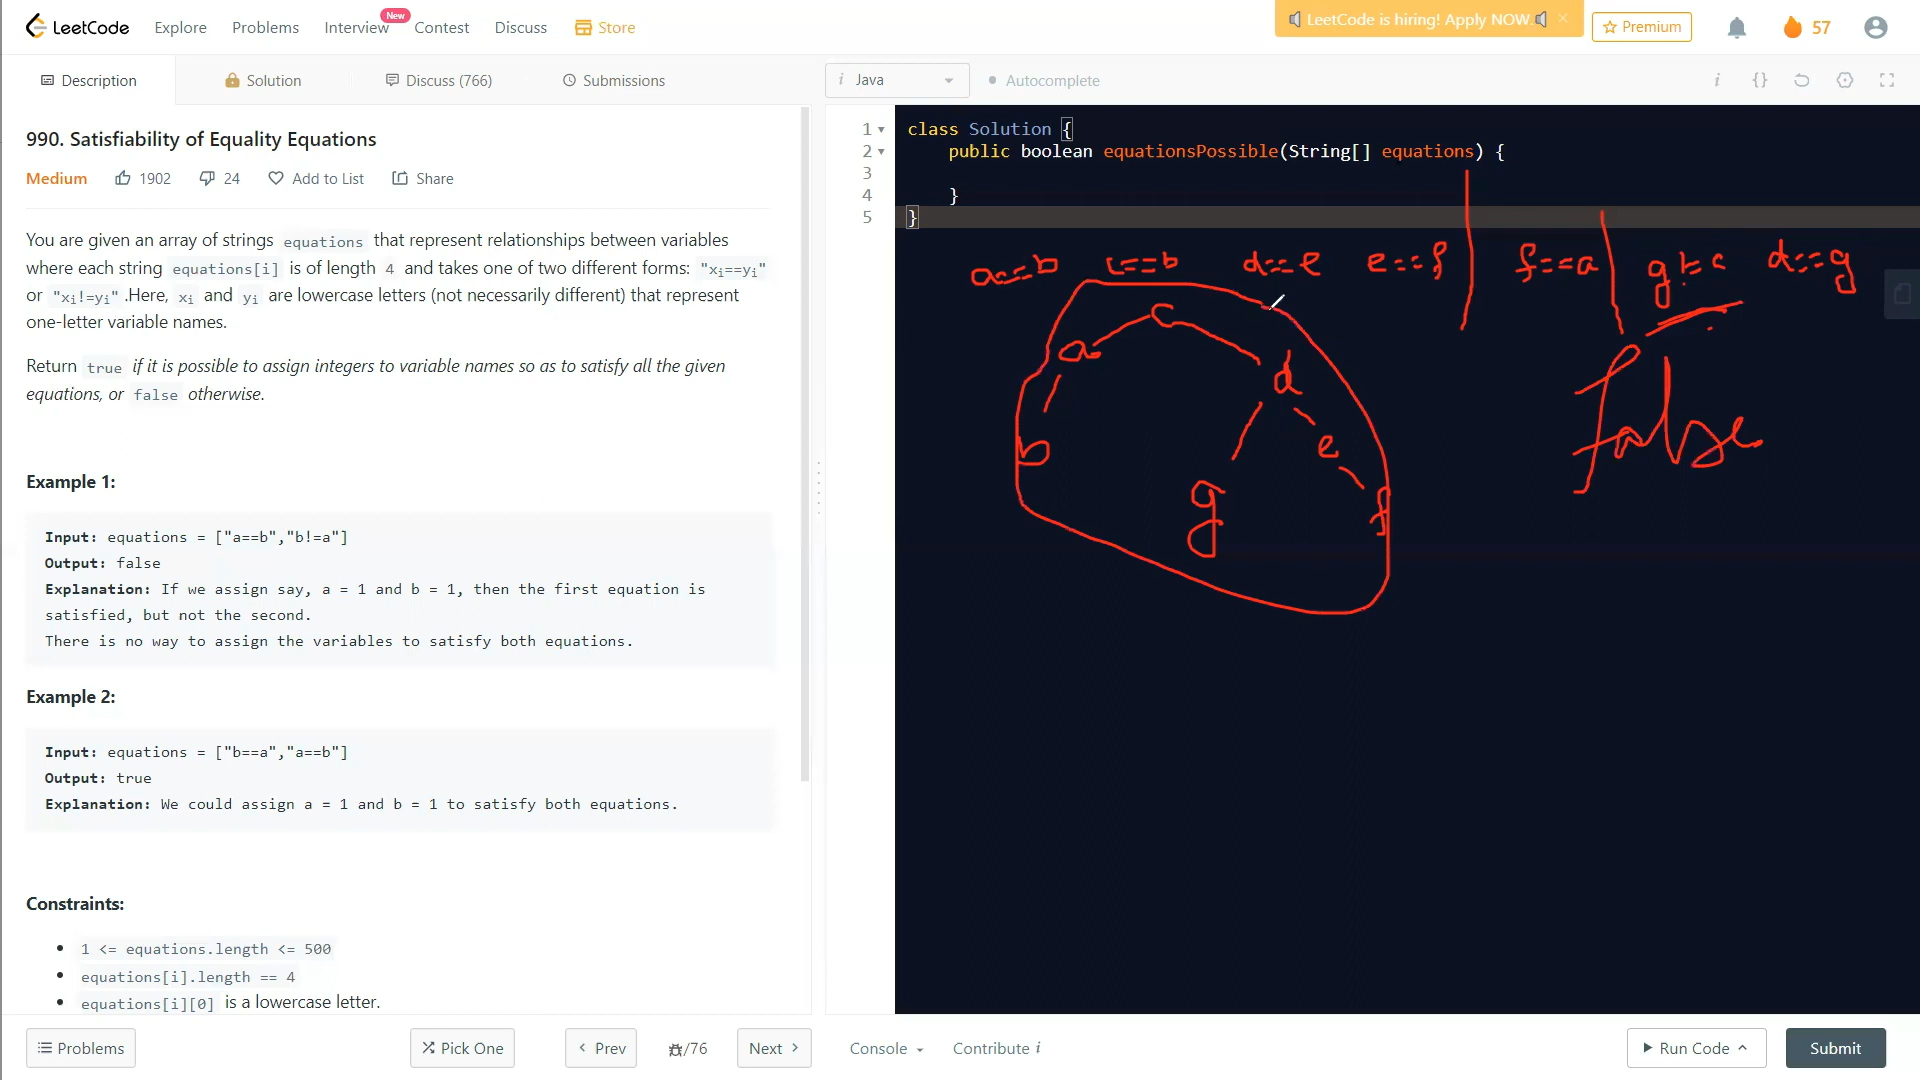 LeetCode Explore Problems Interview New Contest Discuss Store LeetCode is hiring! Apply NOW. × Premium 57
Description Solution Discuss (766) Submissions
i Java Autocomplete i {}
990. Satisfiability of Equality Equations
Medium 1902 24 Add to List Share
You are given an array of strings equations that represent relationships between variables
where each string equations[i] is of length 4 and takes one of two different forms: "xi==yi"
or "xi!=yi" .Here, xi and yi are lowercase letters (not necessarily different) that represent
one-letter variable names.
Return true if it is possible to assign integers to variable names so as to satisfy all the given
equations, or false otherwise.
Example 1:
Input: equations = ["a==b","b!=a"]
Output: false
Explanation: If we assign say, a = 1 and b = 1, then the first equation is
satisfied, but not the second.
There is no way to assign the variables to satisfy both equations.
Example 2:
Input: equations = ["b==a","a==b"]
Output: true
Explanation: We could assign a = 1 and b = 1 to satisfy both equations.
Constraints:
1 <= equations.length <= 500
equations[i].length == 4
equations[i][0] is a lowercase letter.
1 class Solution {
2 public boolean equationsPossible(String[] equations) {
3
4 }
5 }
a==b c==b d==e e==f f==a g!=c d==g
c
a
d
b
e
g
f
false
Problems Pick One < Prev /76 Next > Console Contribute i Run Code Submit